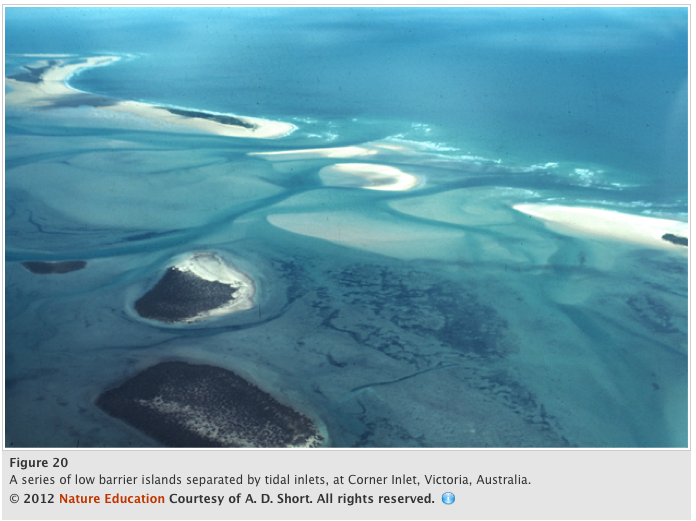 Figure 20
A series of low barrier islands separated by tidal inlets, at Corner Inlet, Victoria, Australia.
© 2012 Nature Education Courtesy of A. D. Short. All rights reserved.